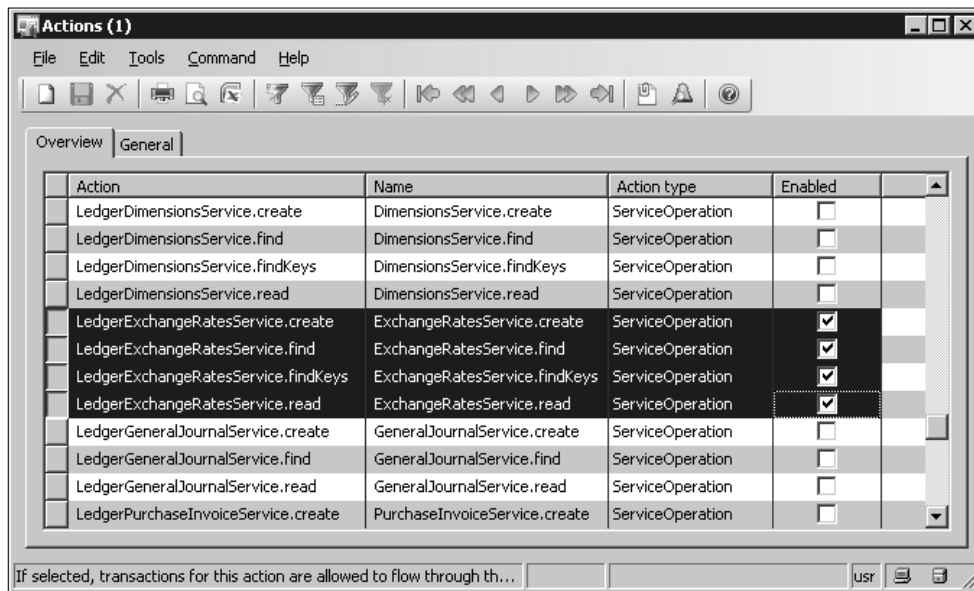 Actions (1)
File Edit Tools Command Help
Overview General
Action Name Action type Enabled
LedgerDimensionsService.create DimensionsService.create ServiceOperation
LedgerDimensionsService.find DimensionsService.find ServiceOperation
LedgerDimensionsService.findKeys DimensionsService.findKeys ServiceOperation
LedgerDimensionsService.read DimensionsService.read ServiceOperation
LedgerExchangeRatesService.create ExchangeRatesService.create ServiceOperation
LedgerExchangeRatesService.find ExchangeRatesService.find ServiceOperation
LedgerExchangeRatesService.findKeys ExchangeRatesService.findKeys ServiceOperation
LedgerExchangeRatesService.read ExchangeRatesService.read ServiceOperation
LedgerGeneralJournalService.create GeneralJournalService.create ServiceOperation
LedgerGeneralJournalService.find GeneralJournalService.find ServiceOperation
LedgerGeneralJournalService.read GeneralJournalService.read ServiceOperation
LedgerPurchaseInvoiceService.create PurchaseInvoiceService.create ServiceOperation
If selected, transactions for this action are allowed to flow through th... usr